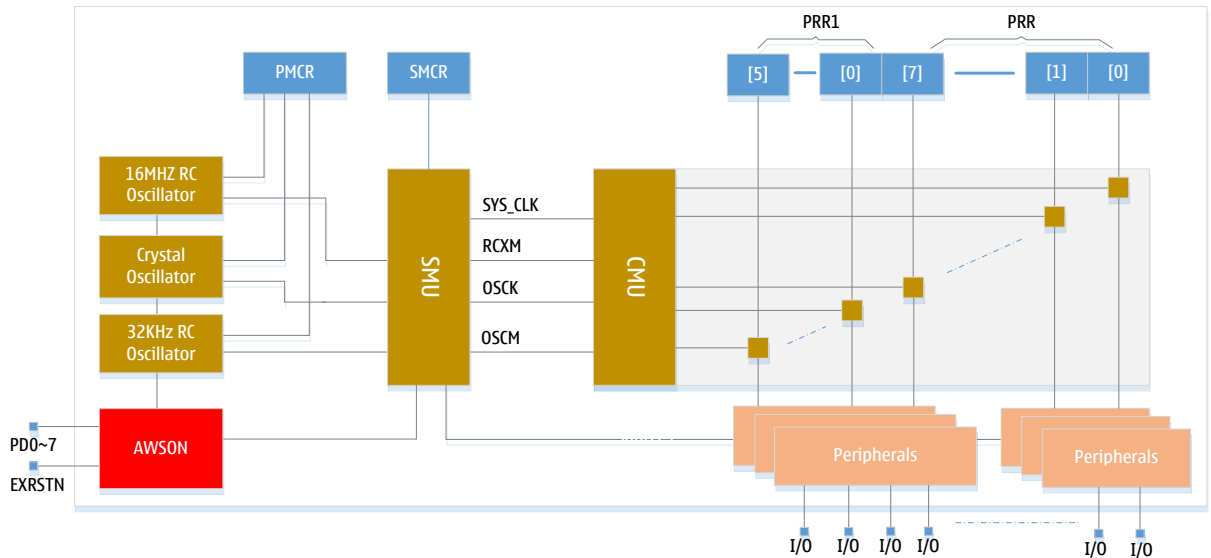 PRR1
PRR
PMCR
SMCR
[5]
[0]
[7]
[1]
[0]
16MHZ RC
Oscillator
Crystal
Oscillator
32KHz RC
Oscillator
SMU
SYS_CLK
RCXM
OSCK
OSCM
CMU
PD0~7
EXRSTN
AWSON
Peripherals
Peripherals
I/O
I/O
I/O
I/O
I/O
I/O